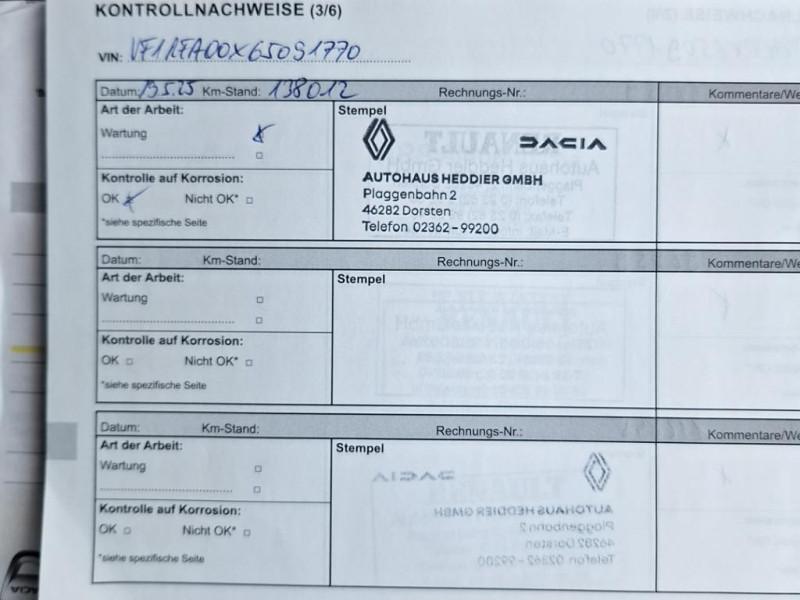 KONTROLLNACHWEISE (3/6)
VIN: VF1RFA00X65091770
Datum: 19.5.25 Km-Stand: 138012 Rechnungs-Nr.: Kommentare/We
Art der Arbeit:
Stempel
Wartung
DACIA
Kontrolle auf Korrosion:
AUTOHAUS HEDDIER GMBH
OK Nicht OK*
Plaggenbahn 2
46282 Dorsten
*siehe spezifische Seite
Telefon 02362-99200
Datum: Km-Stand: Rechnungs-Nr.: Kommentare/We
Art der Arbeit:
Stempel
Wartung
Kontrolle auf Korrosion:
OK Nicht OK*
*siehe spezifische Seite
Datum: Km-Stand: Rechnungs-Nr.: Kommentare/We
Art der Arbeit:
Stempel
Wartung
Kontrolle auf Korrosion:
OK Nicht OK*
*siehe spezifische Seite